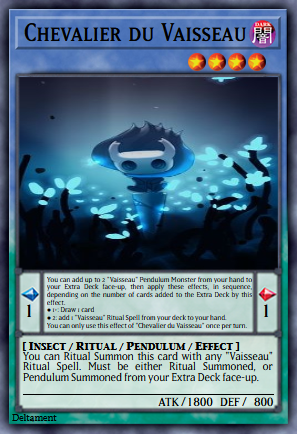 Chevalier du Vaisseau
DARK
闇
You can add up to 2 "Vaisseau" Pendulum Monster from your hand to
your Extra Deck face-up, then apply these effects, in sequence,
depending on the number of cards added to the Extra Deck by this
effect.
● 1+: Draw 1 card
● 2: add 1 "Vaisseau" Ritual Spell from your deck to your hand.
You can only use this effect of "Chevalier du Vaisseau" once per turn.
1
1
[ Insect / Ritual / Pendulum / Effect ]
You can Ritual Summon this card with any "Vaisseau"
Ritual Spell. Must be either Ritual Summoned, or
Pendulum Summoned from your Extra Deck face-up.
ATK / 1800 DEF / 800
Deltament